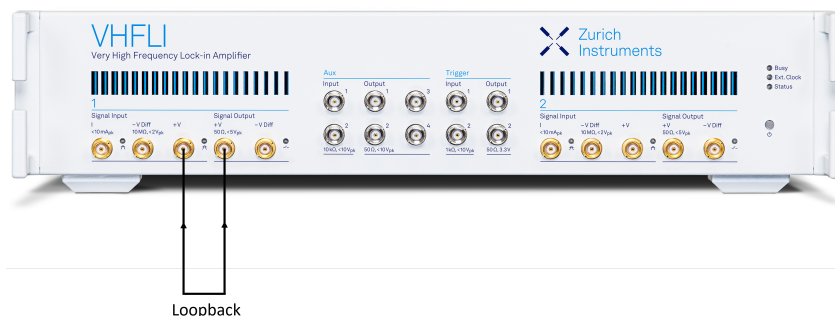 VHFLI
Very High Frequency Lock-in Amplifier
Zurich
Instruments
Busy
Ext. Clock
Status
1
Signal Input
I
<10mApk
−V Diff
10MΩ, <2Vpk
+V
Signal Output
+V
50Ω, <5Vpk
−V Diff
Aux
Input
Output
1
1
3
2
2
4
10kΩ, <10Vpk
50Ω, <10Vpk
Trigger
Input
Output
1
1
2
2
1kΩ, <10Vpk
50Ω, 3.3V
2
Signal Input
I
<10mApk
−V Diff
10MΩ, <2Vpk
+V
Signal Output
+V
50Ω, <5Vpk
−V Diff
Loopback